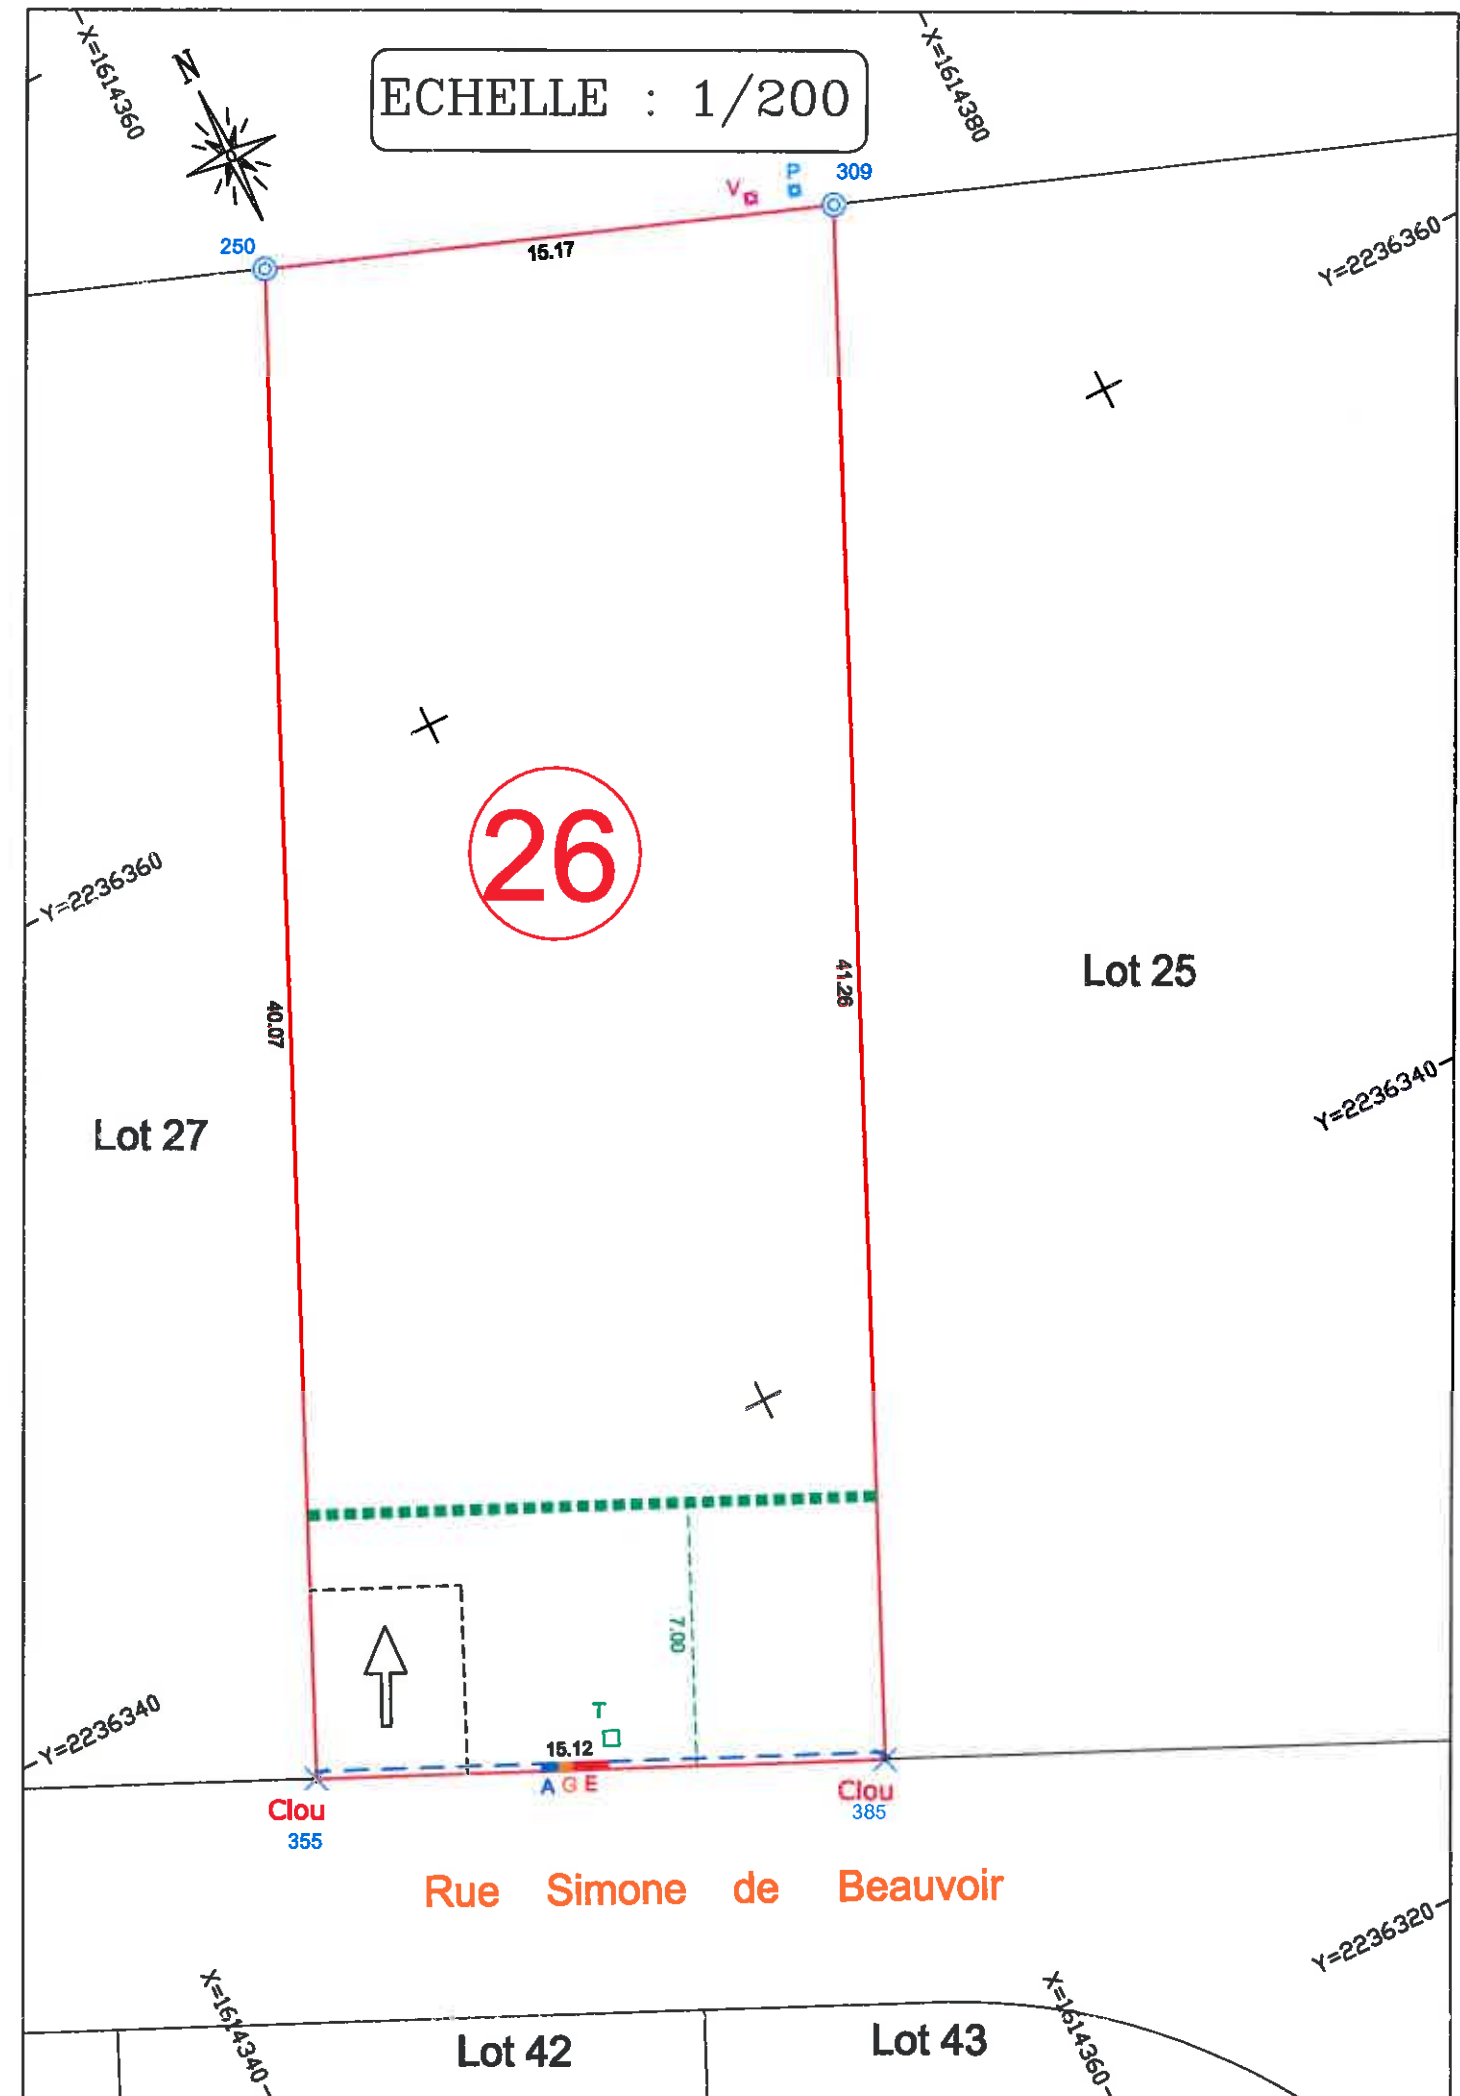 X=1614360
N
ECHELLE : 1/200
X=1614380
V
P
309
250
15.17
Y=2236360
26
Y=2236360
41.26
Lot 25
40.07
Y=2236340
Lot 27
7.00
T
Y=2236340
15.12
A G E
Clou
385
Clou
355
Rue Simone de Beauvoir
Y=2236320
X=1614340
X=1614360
Lot 42
Lot 43